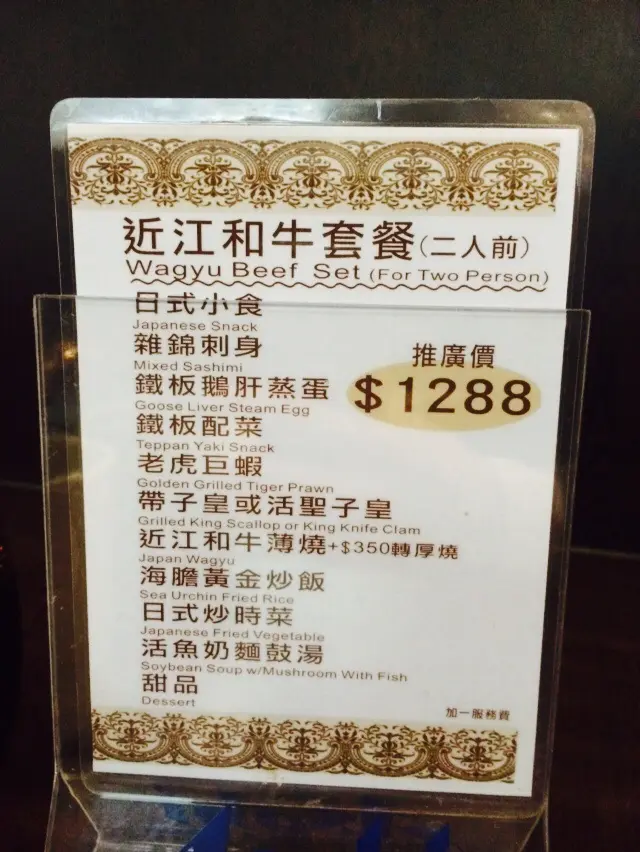 近江和牛套餐(二人前)
Wagyu Beef Set (For Two Person)
日式小食
Japanese Snack
雜錦刺身
Mixed Sashimi
推廣價
$1288
鐵板鵝肝蒸蛋
Goose Liver Steam Egg
鐵板配菜
Teppan Yaki Snack
老虎巨蝦
Golden Grilled Tiger Prawn
帶子皇或活聖子皇
Grilled King Scallop or King Knife Clam
近江和牛薄燒+$350轉厚燒
Japan Wagyu
海膽黃金炒飯
Sea Urchin Fried Rice
日式炒時菜
Japanese Fried Vegetable
活魚奶麵鼓湯
Soybean Soup w/Mushroom With Fish
甜品
Dessert
加一服務費